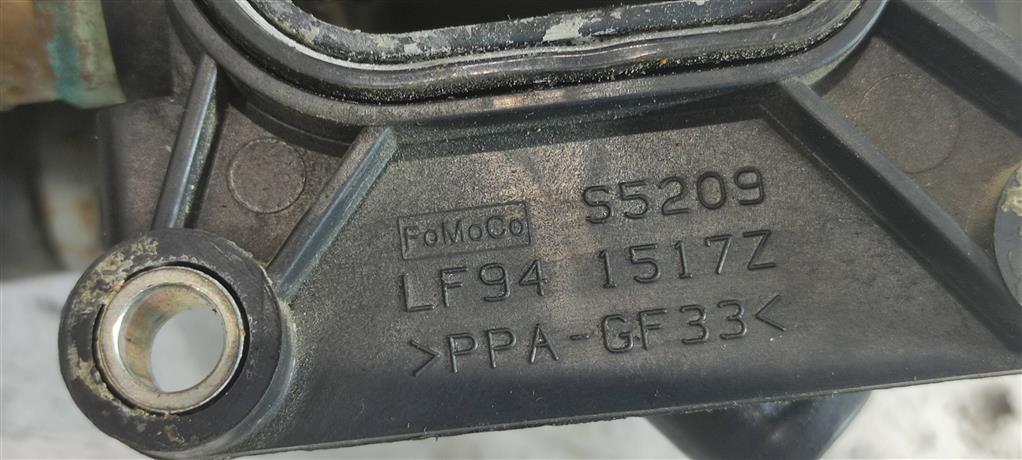 FoMoCo S5209
LF94 1517Z
>PPA-GF33<